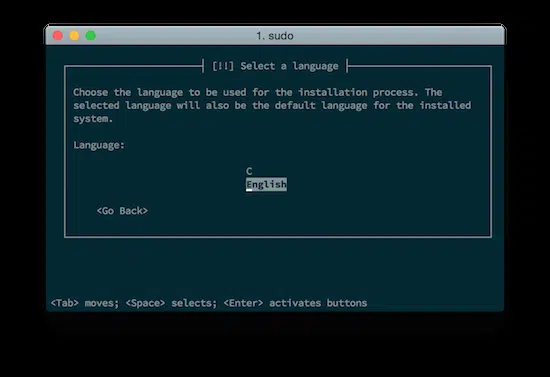 1. sudo
[!!] Select a language
Choose the language to be used for the installation process. The
selected language will also be the default language for the installed
system.
Language:
C
English
<Go Back>
<Tab> moves; <Space> selects; <Enter> activates buttons